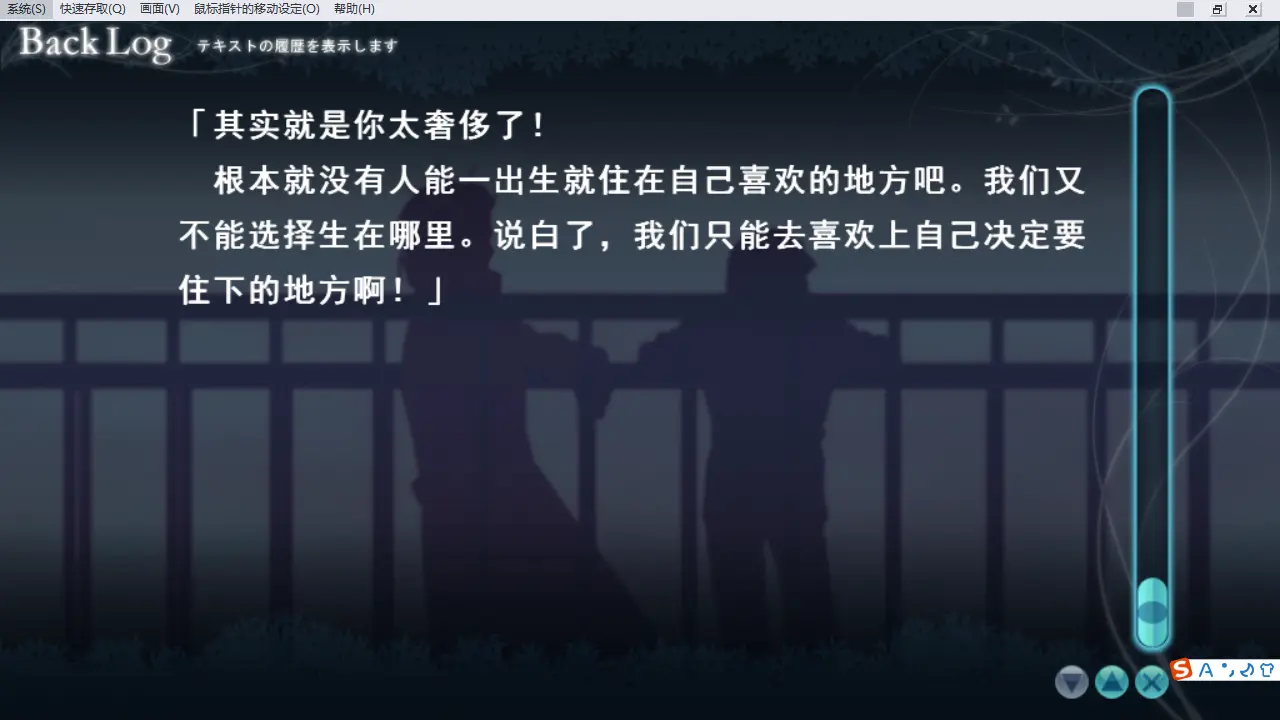 系统(S) 快速存取(Q) 画面(V) 鼠标指针的移动设定(O) 帮助(H)
Back Log テキストの履歴を表示します
「其实就是你太奢侈了！
根本就没有人能一出生就住在自己喜欢的地方吧。我们又
不能选择生在哪里。说白了，我们只能去喜欢上自己决定要
住下的地方啊！」
S A